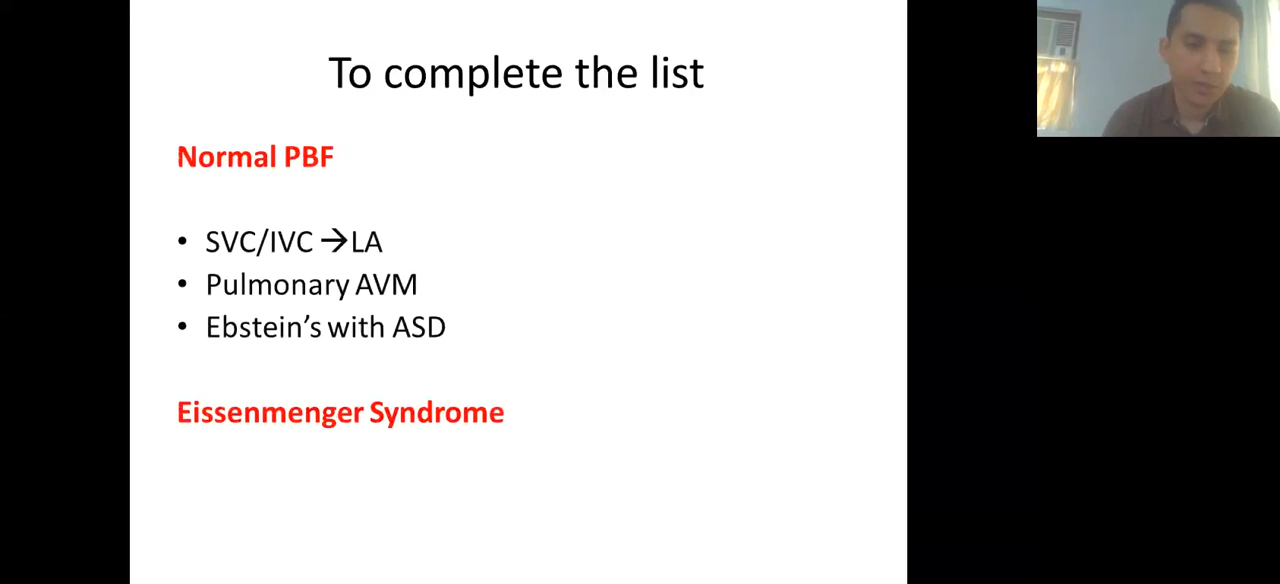 To complete the list
Normal PBF
• SVC/IVC →LA
• Pulmonary AVM
• Ebstein's with ASD
Eissenmenger Syndrome